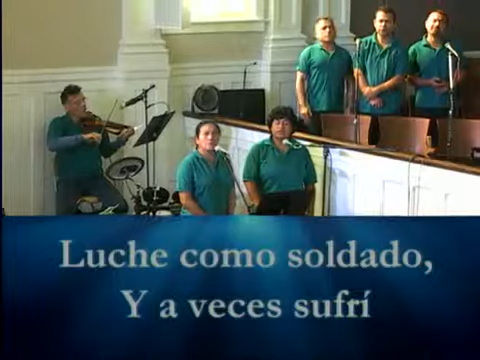 Luche como soldado,
Y a veces sufrí